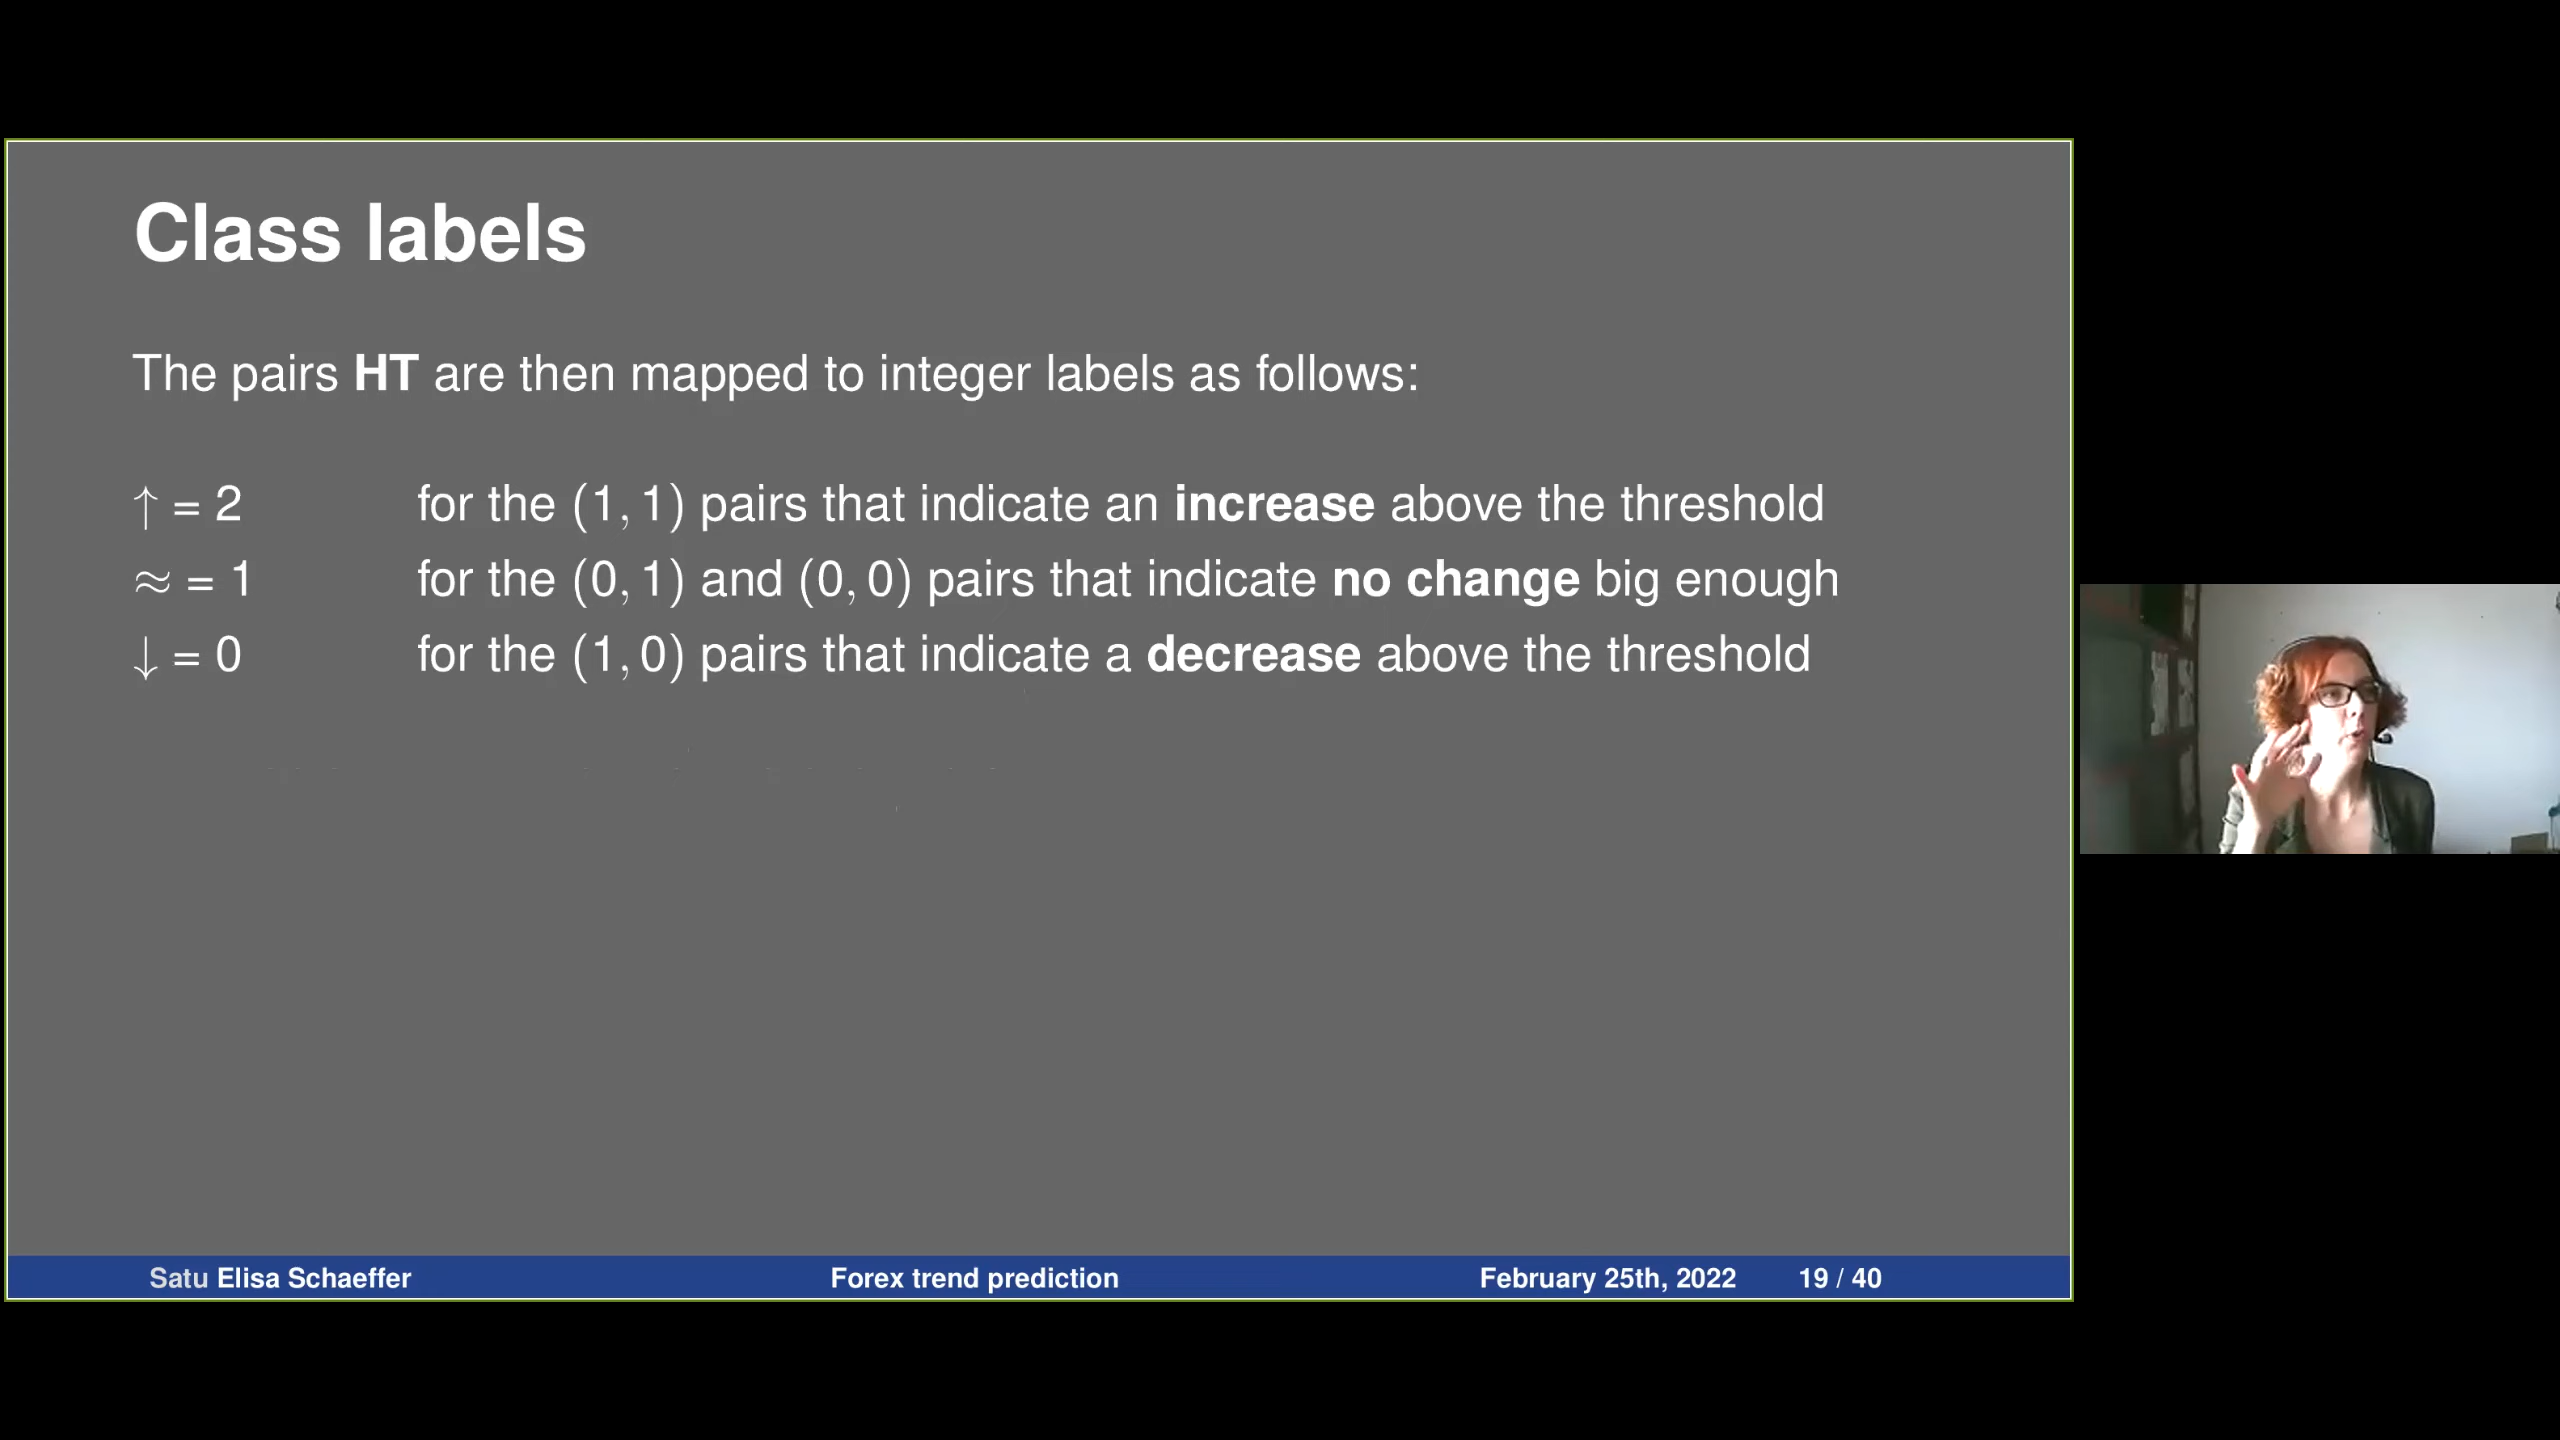 Class labels
The pairs HT are then mapped to integer labels as follows:
↑ = 2 for the (1, 1) pairs that indicate an increase above the threshold
≈ = 1 for the (0, 1) and (0, 0) pairs that indicate no change big enough
↓ = 0 for the (1, 0) pairs that indicate a decrease above the threshold
Satu Elisa Schaeffer Forex trend prediction February 25th, 2022 19 / 40